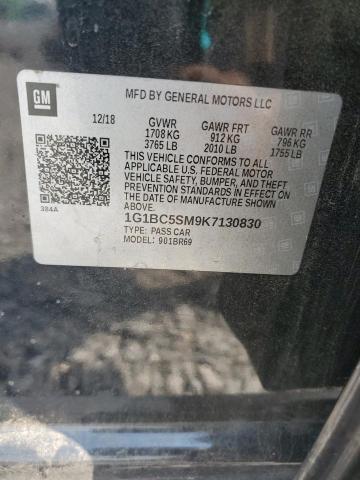 GM
MFD BY GENERAL MOTORS LLC
12/18 GVWR GAWR FRT GAWR RR
1708 KG 912 KG 796 KG
3765 LB 2010 LB 1755 LB
THIS VEHICLE CONFORMS TO ALL
APPLICABLE U.S. FEDERAL MOTOR
VEHICLE SAFETY, BUMPER, AND THEFT
PREVENTION STANDARDS IN EFFECT ON
THE DATE OF MANUFACTURE SHOWN ABOVE.
384A
1G1BC5SM9K7130830
TYPE: PASS CAR
MODEL: 901BR69